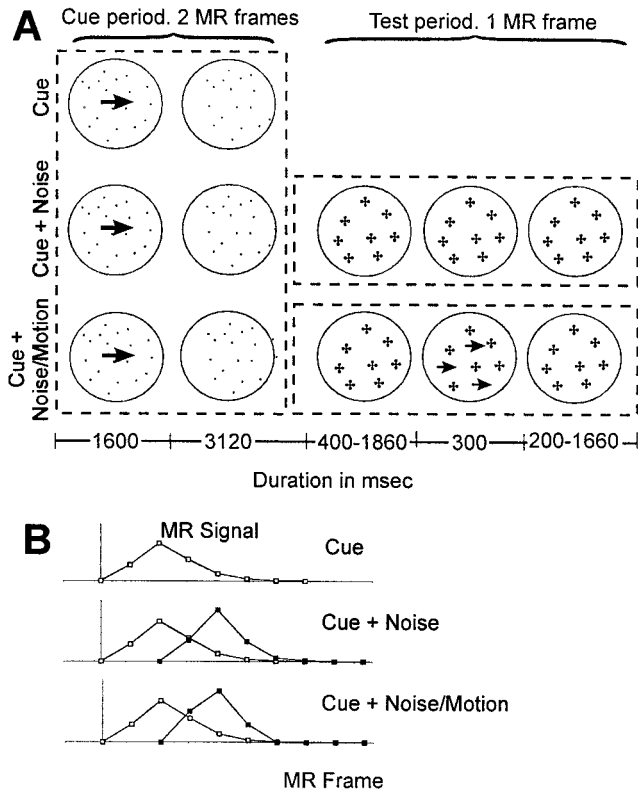 A
Cue period. 2 MR frames
Test period. 1 MR frame
Cue
Cue + Noise
Cue +
Noise/Motion
1600
3120
400-1860
300
200-1660
Duration in msec
B
MR Signal
Cue
Cue + Noise
Cue + Noise/Motion
MR Frame